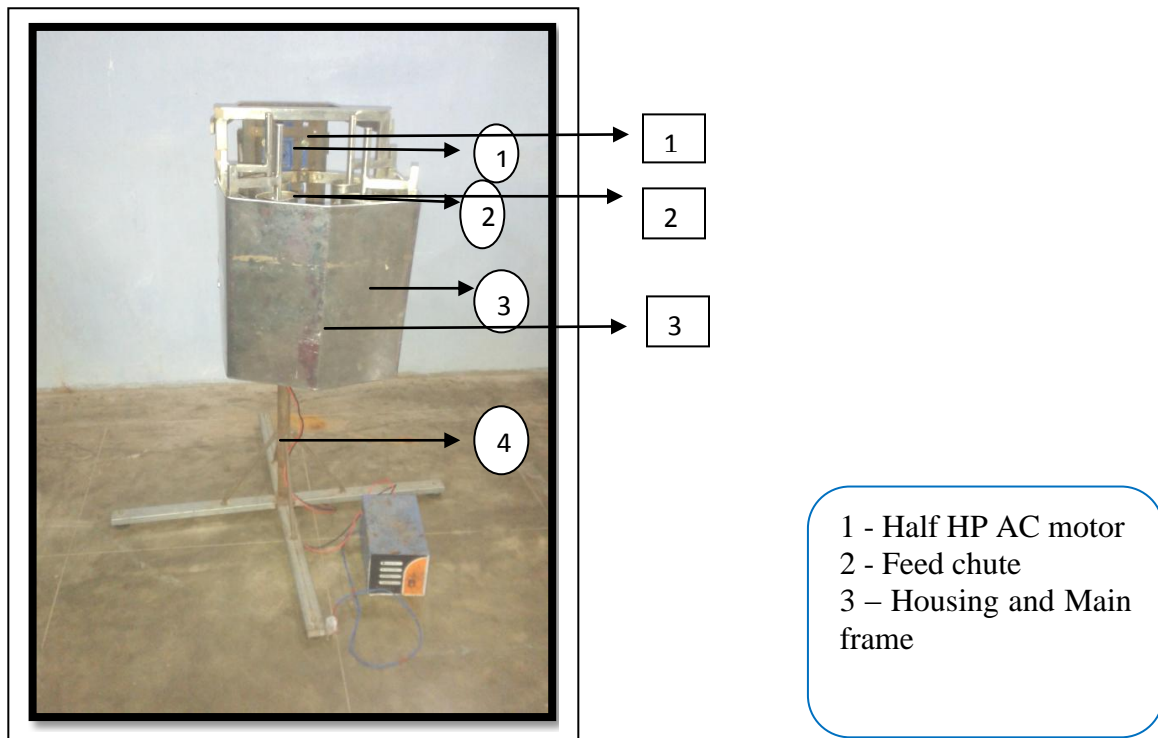 1
1
2
2
3
3
4
1 - Half HP AC motor
2 - Feed chute
3 – Housing and Main
frame